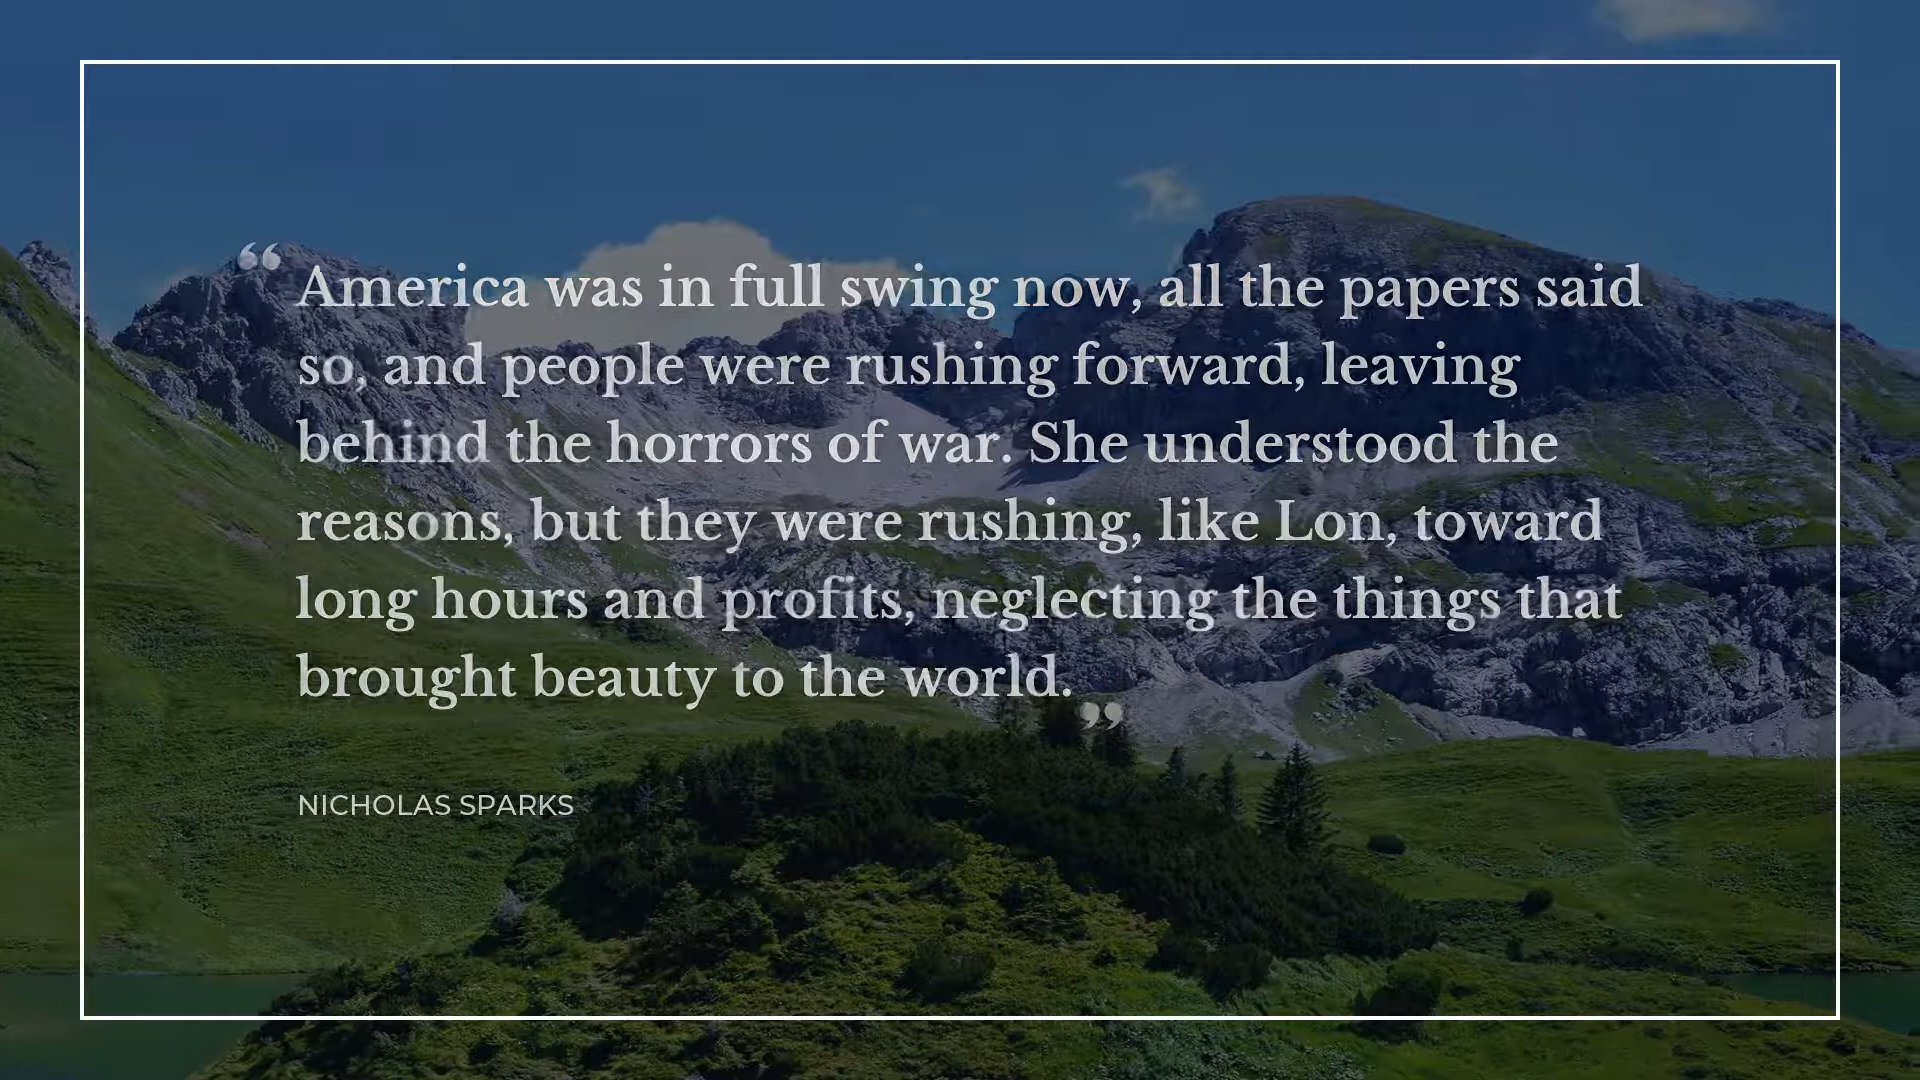 “America was in full swing now, all the papers said
so, and people were rushing forward, leaving
behind the horrors of war. She understood the
reasons, but they were rushing, like Lon, toward
long hours and profits, neglecting the things that
brought beauty to the world.”
NICHOLAS SPARKS